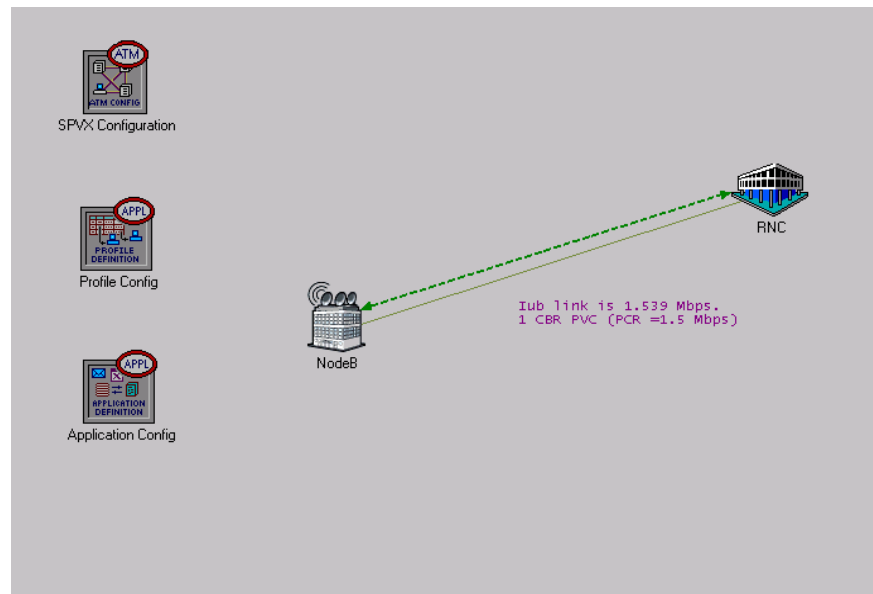 ATM
ATM CONFIG
SPVX Configuration
RNC
APPL
PROFILE
DEFINITION
Profile Config
Iub link is 1.539 Mbps.
1 CBR PVC (PCR =1.5 Mbps)
NodeB
APPL
APPLICATION
DEFINITION
Application Config